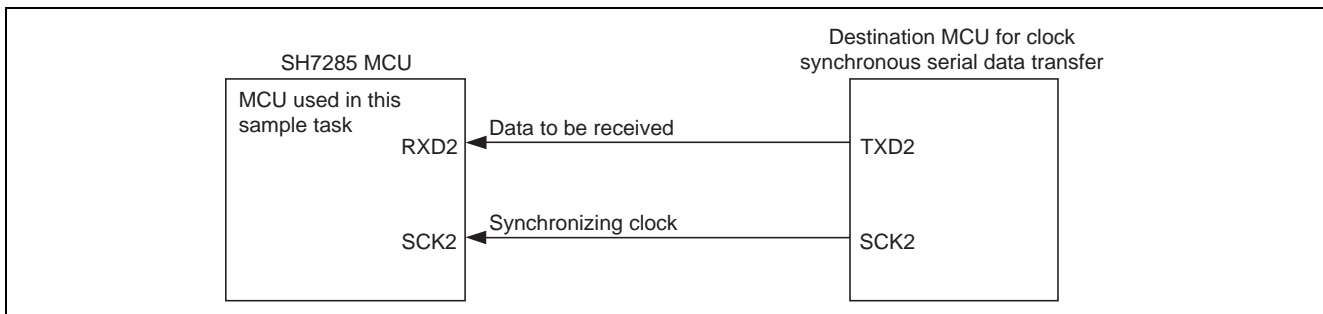 SH7285 MCU
MCU used in this
sample task
Destination MCU for clock
synchronous serial data transfer
RXD2
Data to be received
TXD2
SCK2
Synchronizing clock
SCK2